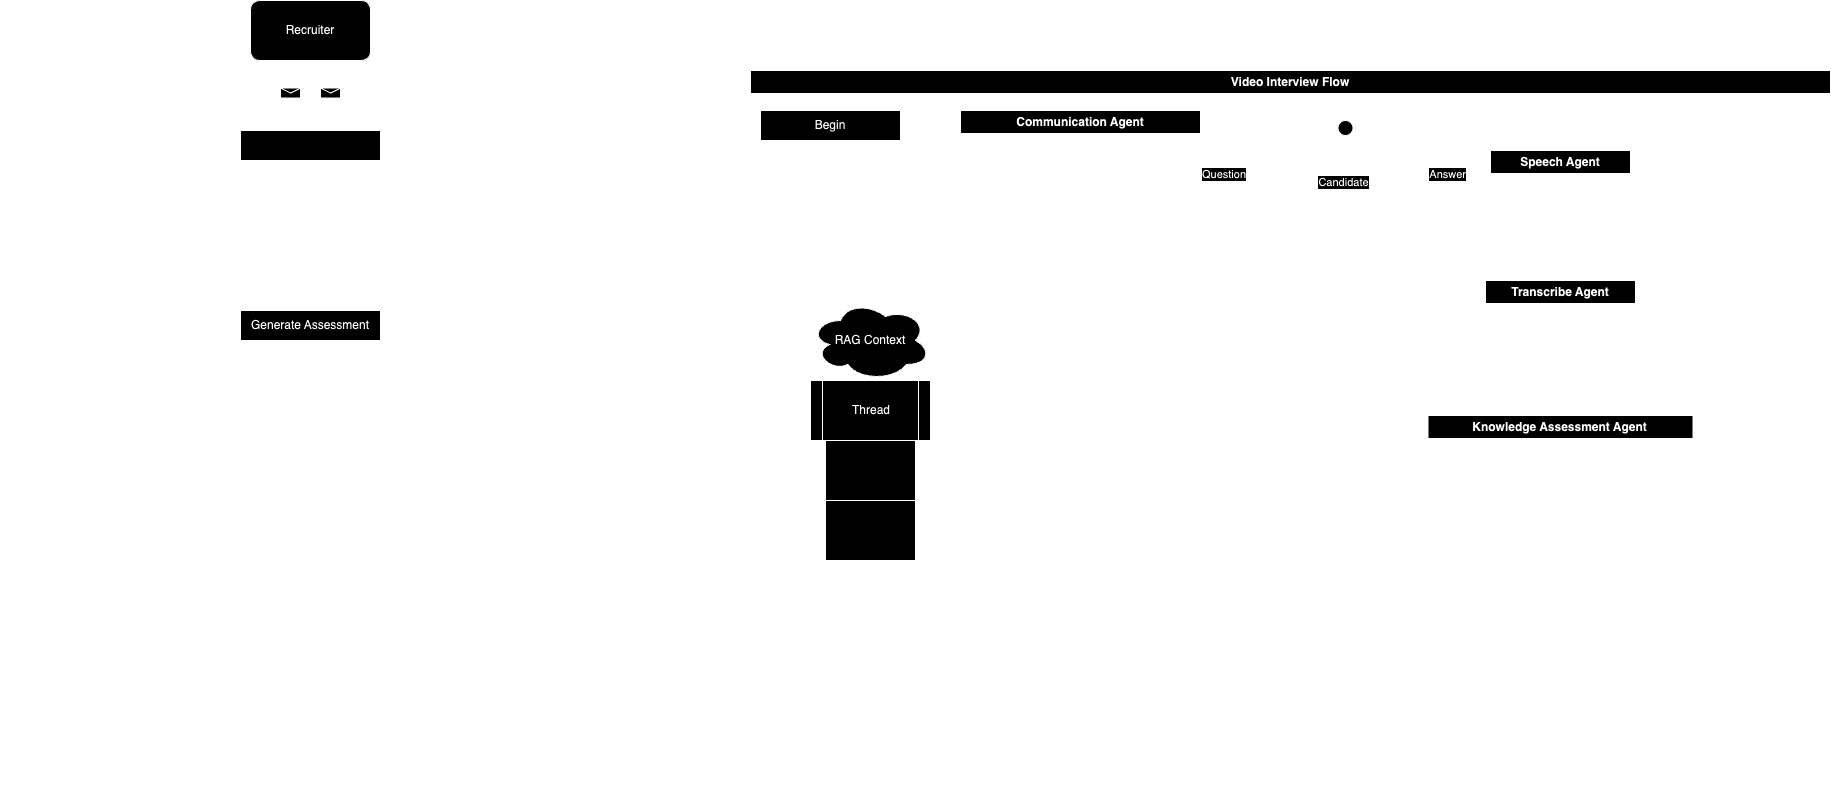 Recruiter
Video Interview Flow
Begin
Communication Agent
Question
Candidate
Answer
Speech Agent
Transcribe Agent
Generate Assessment
RAG Context
Thread
Knowledge Assessment Agent